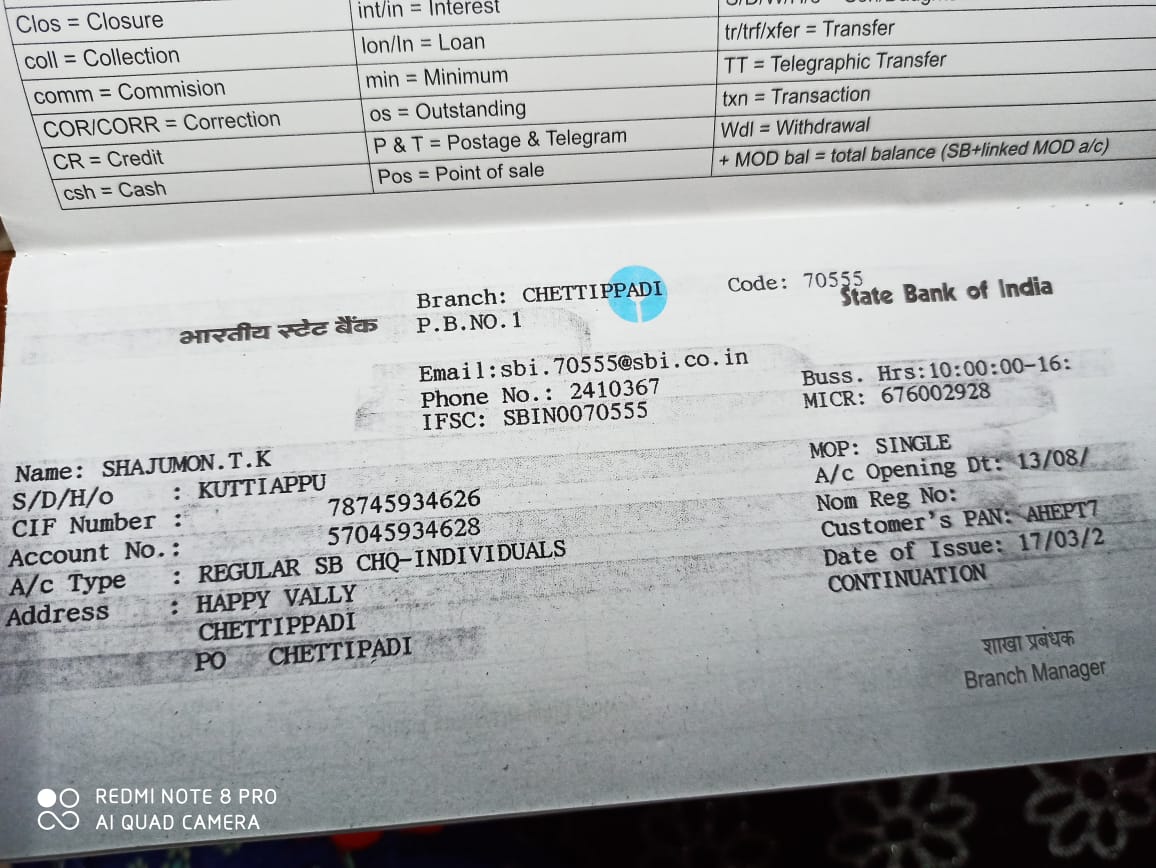 Clos = Closure
int/in = Interest
coll = Collection
lon/ln = Loan
tr/trf/xfer = Transfer
comm = Commision
min = Minimum
TT = Telegraphic Transfer
COR/CORR = Correction
os = Outstanding
txn = Transaction
CR = Credit
P & T = Postage & Telegram
Wdl = Withdrawal
csh = Cash
Pos = Point of sale
+ MOD bal = total balance (SB+linked MOD a/c)
भारतीय स्टेट बैंक
Branch: CHETTIPPADI
Code: 70555
State Bank of India
P.B.NO.1
Email:sbi.70555@sbi.co.in
Phone No.: 2410367
Buss. Hrs:10:00:00-16:
IFSC: SBIN0070555
MICR: 676002928
Name: SHAJUMON.T.K
MOP: SINGLE
S/D/H/o : KUTTIAPPU
A/c Opening Dt: 13/08/
CIF Number : 78745934626
Nom Reg No:
Account No.: 57045934628
Customer's PAN: AHEPT7
A/c Type : REGULAR SB CHQ-INDIVIDUALS
Date of Issue: 17/03/2
Address : HAPPY VALLY
CONTINUATION
CHETTIPPADI
PO CHETTIPADI
शाखा प्रबंधक
Branch Manager
REDMI NOTE 8 PRO
AI QUAD CAMERA